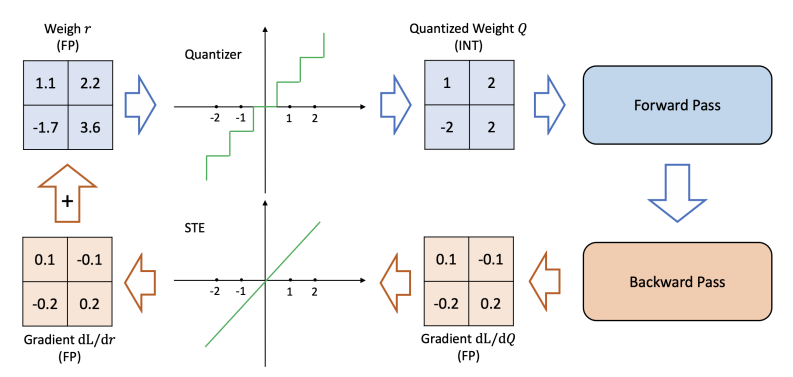 Weigh r
(FP)
1.1 2.2
-1.7 3.6
Quantizer
-2 -1 1 2
Quantized Weight Q
(INT)
1 2
-2 2
Forward Pass
+
0.1 -0.1
-0.2 0.2
Gradient dL/dr
(FP)
STE
-2 -1 1 2
0.1 -0.1
-0.2 0.2
Gradient dL/dQ
(FP)
Backward Pass